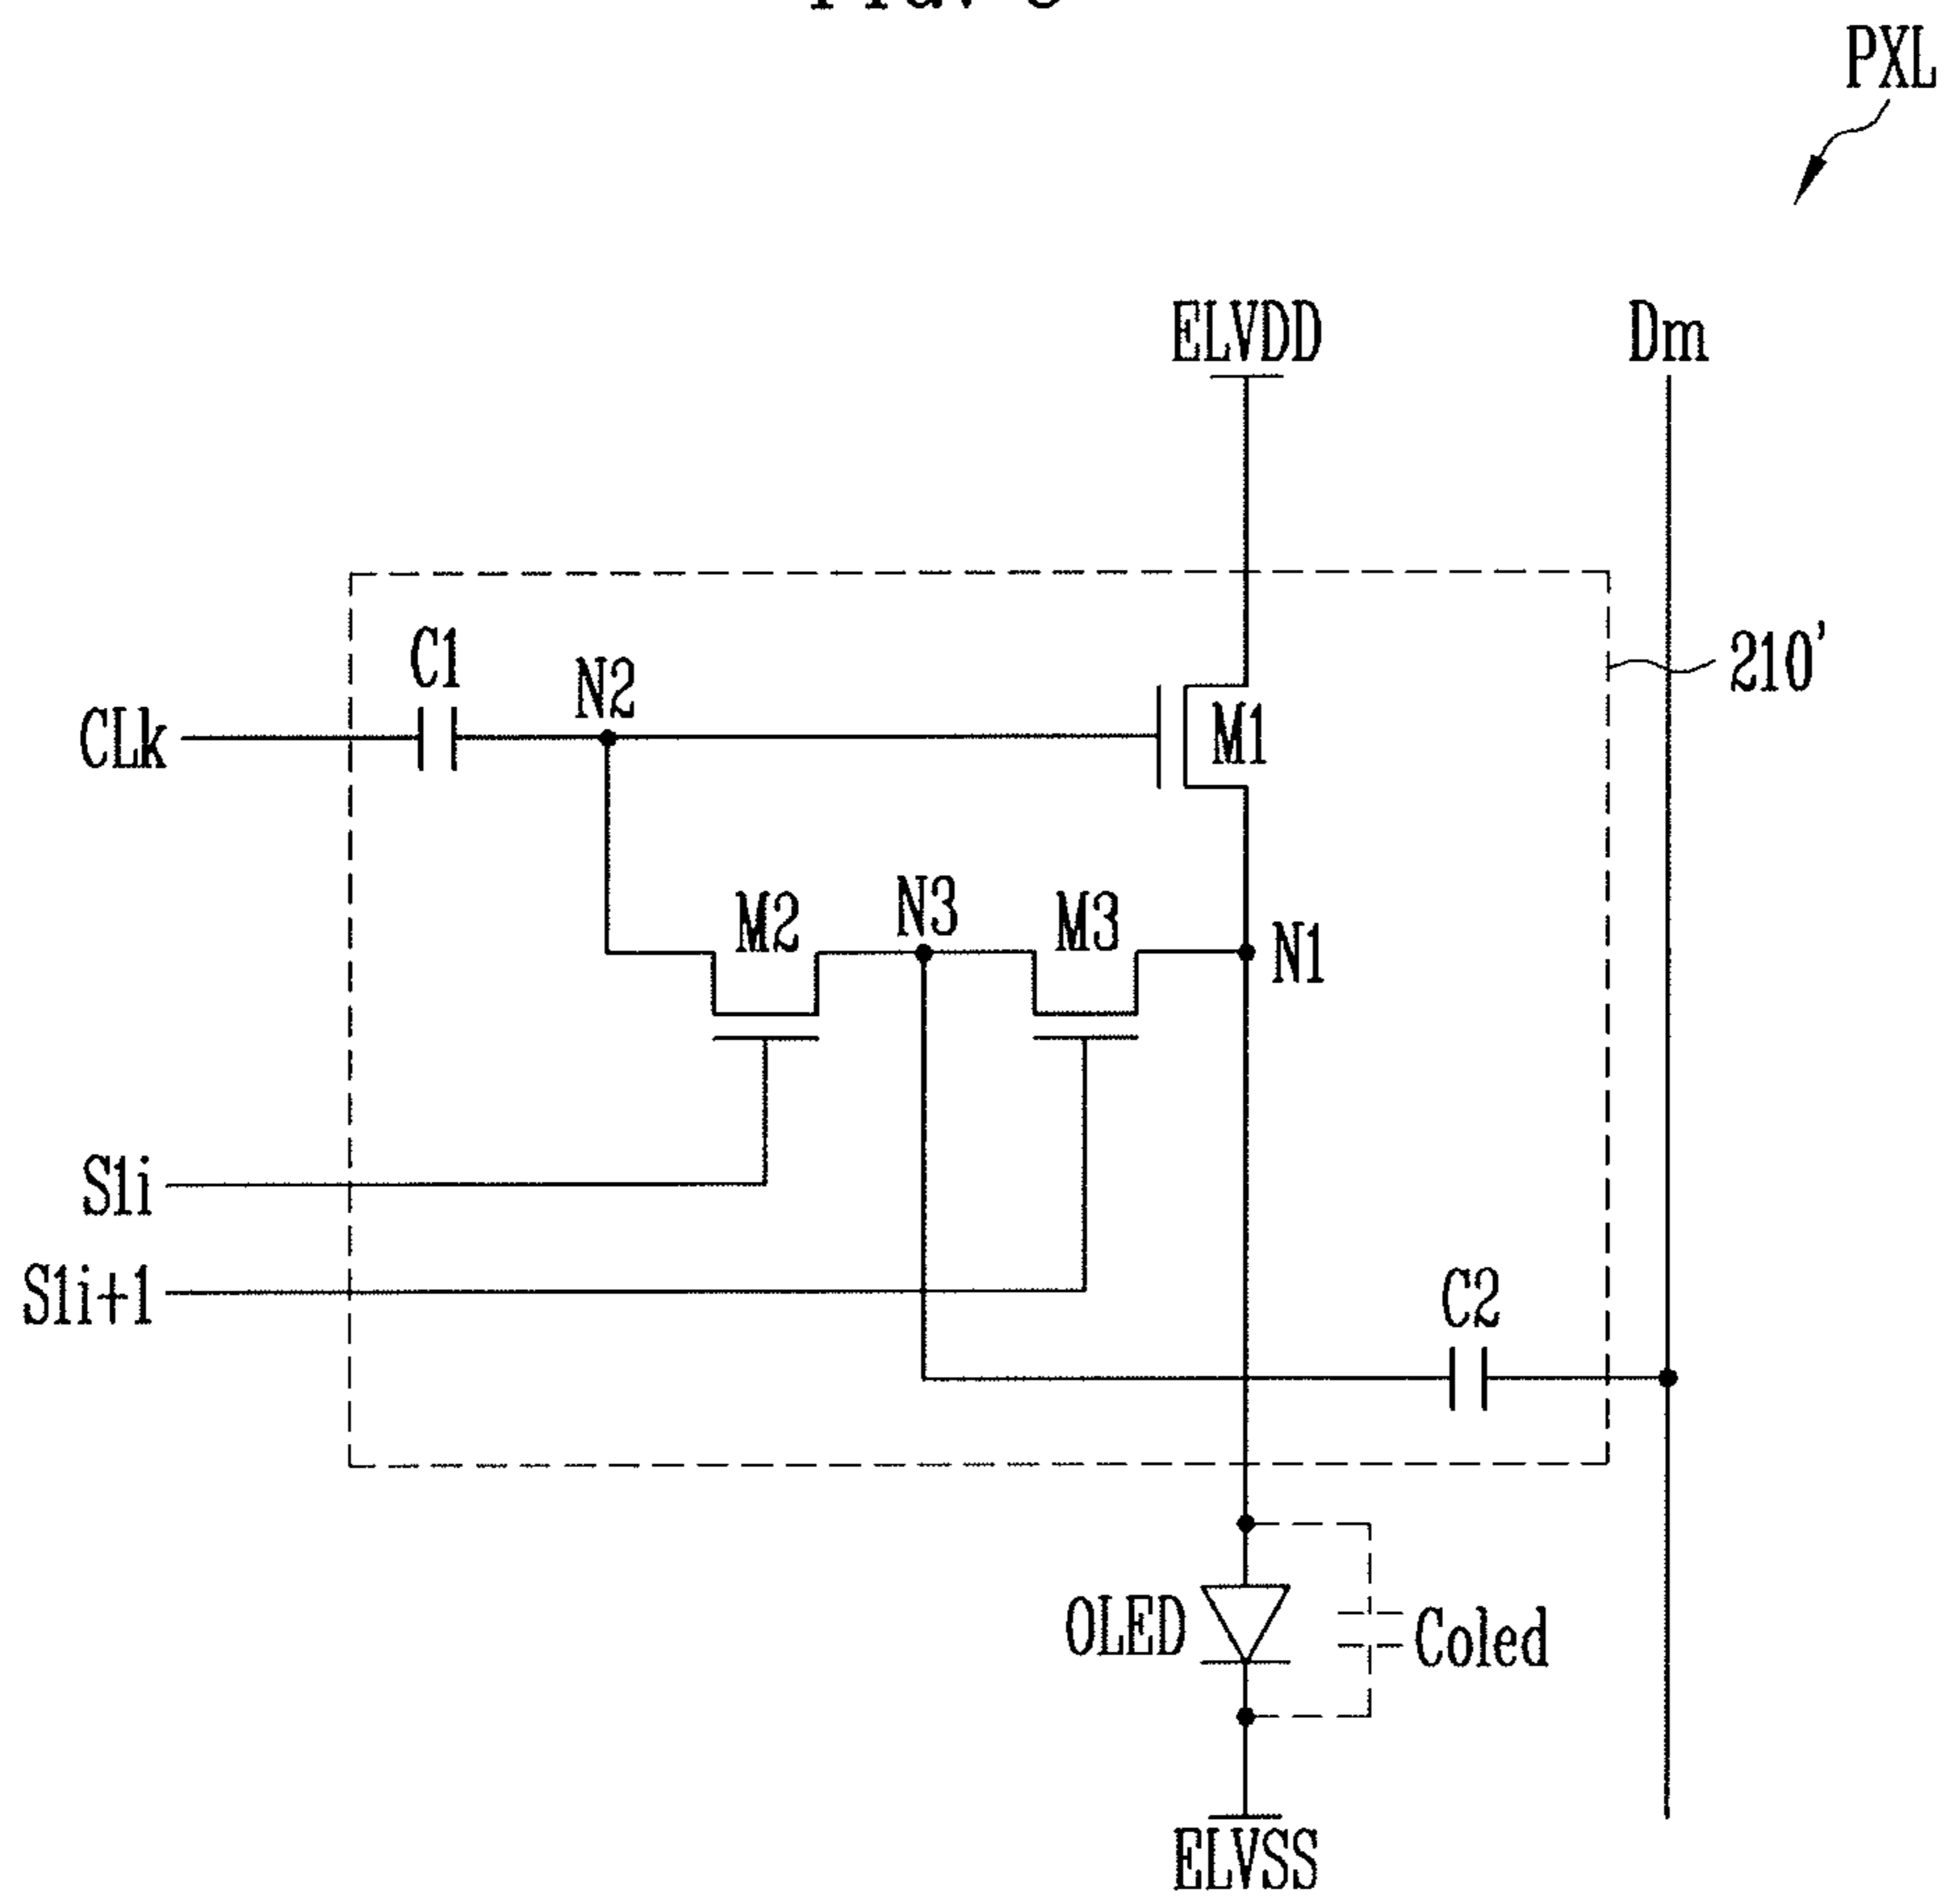 PXL
ELVDD
Dm
C1
N2
210'
CLk
M1
M2
N3
M3
N1
S1i
S1i+1
C2
OLED
Coled
ELVSS